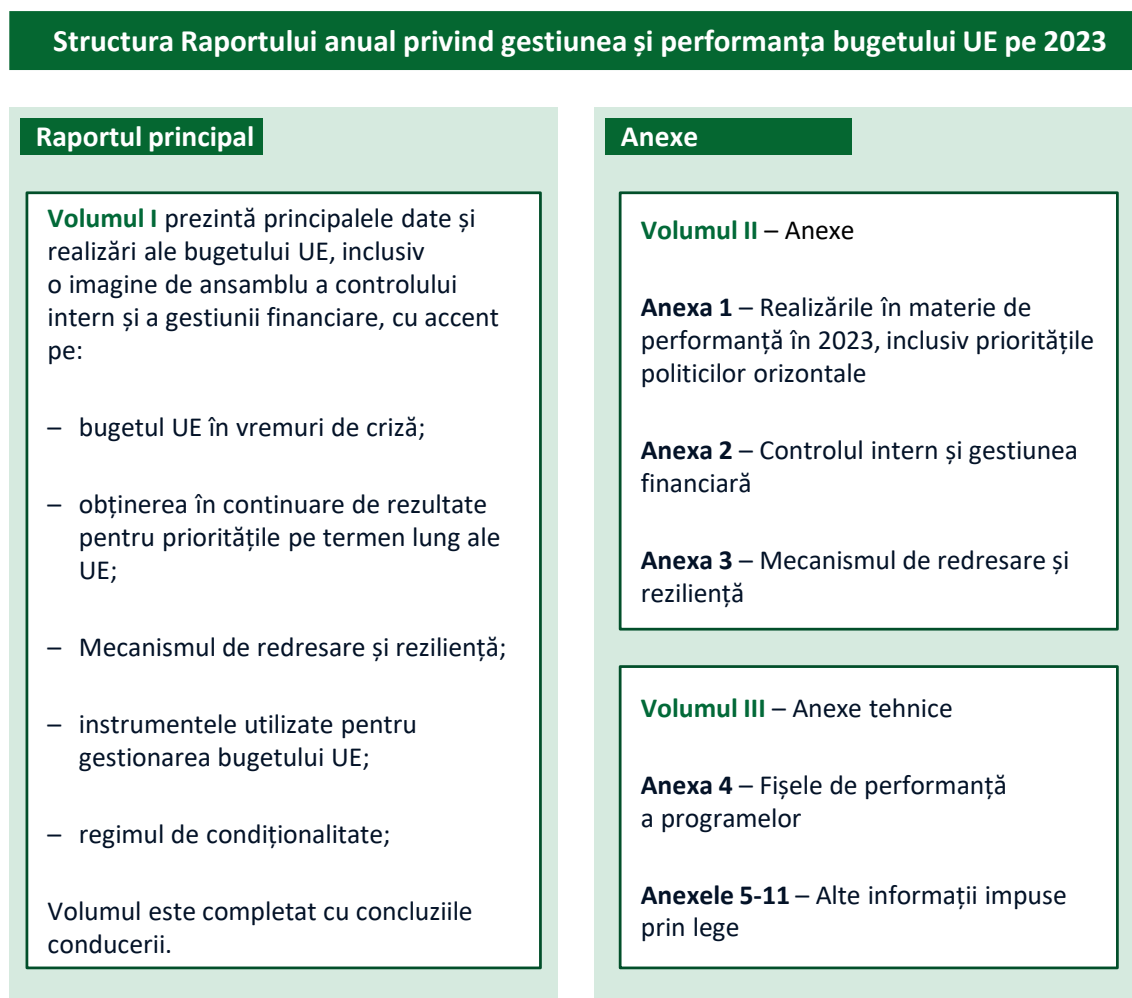 Structura Raportului anual privind gestiunea și performanța bugetului UE pe 2023
Raportul principal
Volumul I prezintă principalele date și
realizări ale bugetului UE, inclusiv
o imagine de ansamblu a controlului
intern și a gestiunii financiare, cu accent
pe:
– bugetul UE în vremuri de criză;
– obținerea în continuare de rezultate
pentru prioritățile pe termen lung ale
UE;
– Mecanismul de redresare și reziliență;
– instrumentele utilizate pentru
gestionarea bugetului UE;
– regimul de condiționalitate;
Volumul este completat cu concluziile
conducerii.
Anexe
Volumul II – Anexe
Anexa 1 – Realizările în materie de
performanță în 2023, inclusiv prioritățile
politicilor orizontale
Anexa 2 – Controlul intern și gestiunea
financiară
Anexa 3 – Mecanismul de redresare și
reziliență
Volumul III – Anexe tehnice
Anexa 4 – Fișele de performanță
a programelor
Anexele 5-11 – Alte informații impuse
prin lege